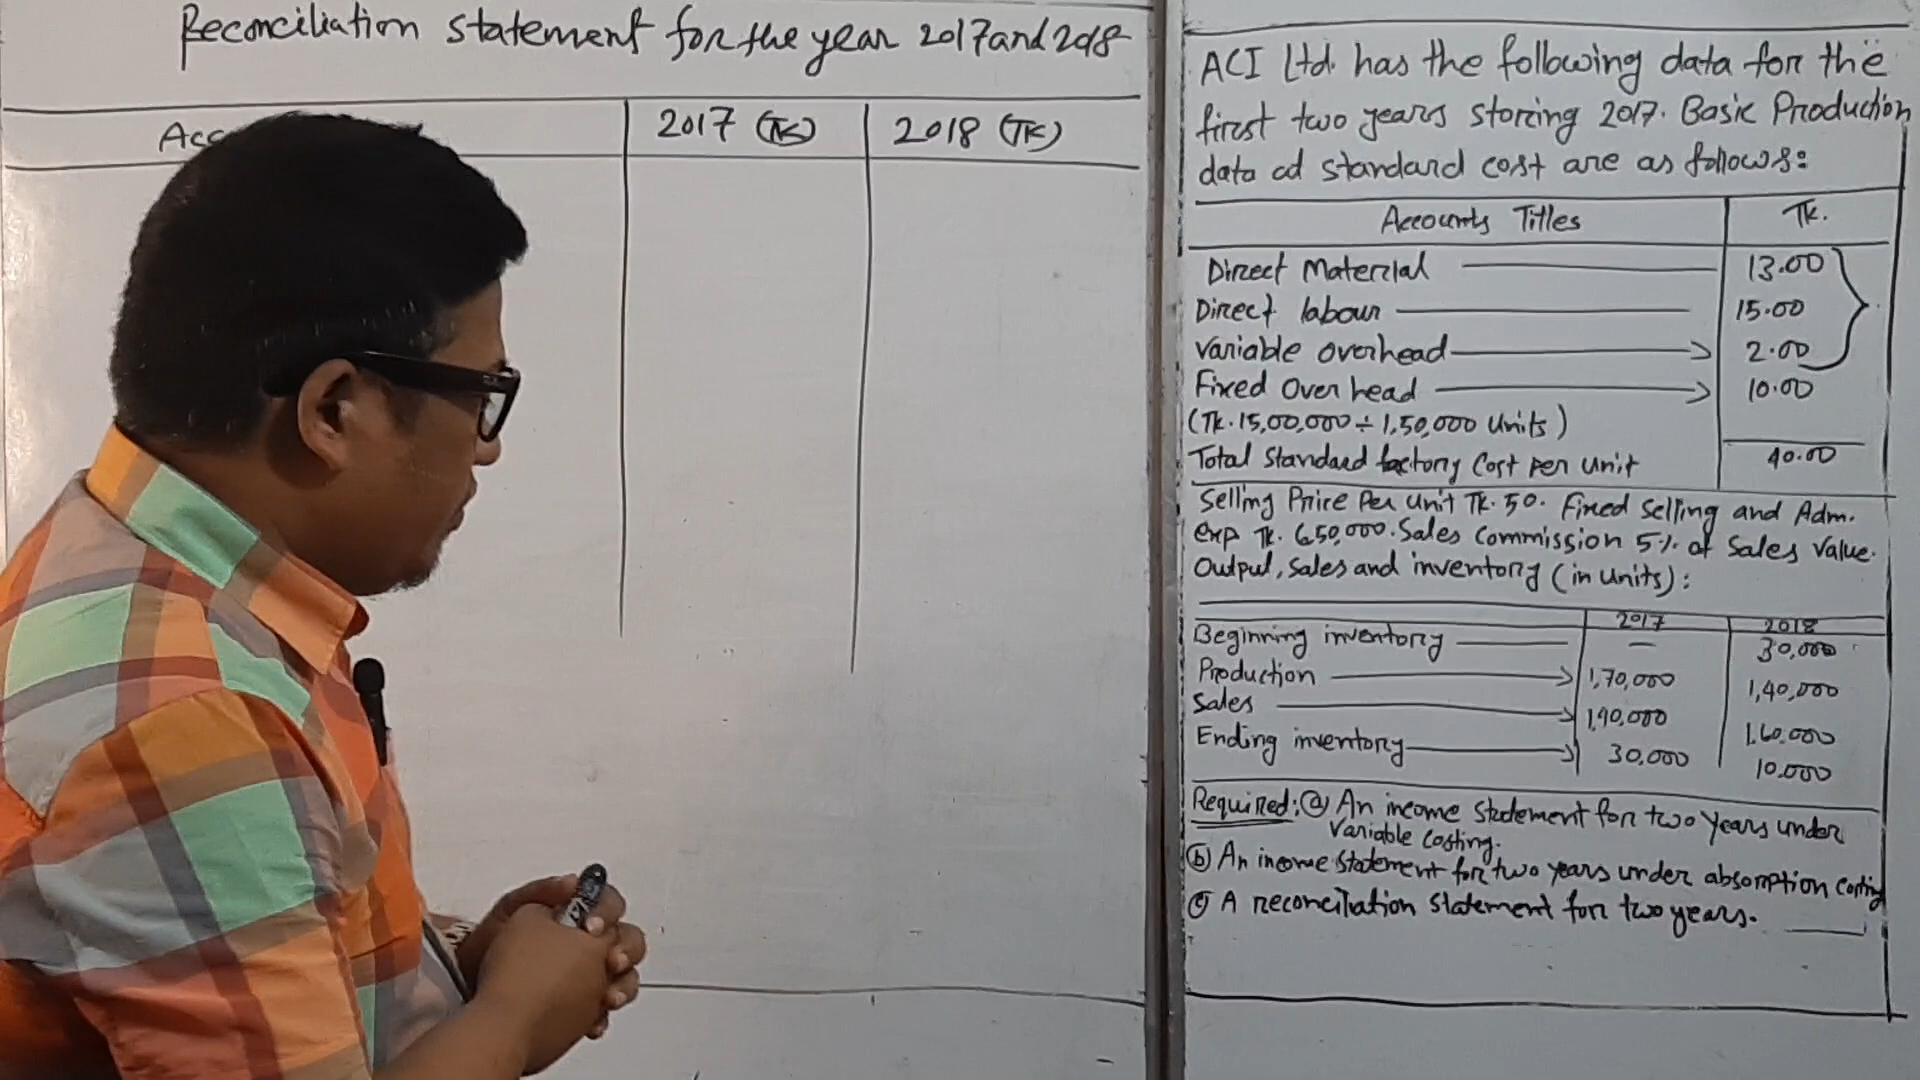 Reconciliation statement for the year 2017 and 2018
Acc
2017 (TK)
2018 (TK)
ACI Ltd. has the following data for the
first two years storing 2017. Basic Production
data ad standard cost are as follows:
Accounts Titles
Tk.
Direct Material
13.00
Direct labour
15.00
Variable overhead
2.00
Fixed Over head
10.00
(Tk. 15,00,000 ÷ 1,50,000 Units)
Total Standard factory Cost Per unit
40.00
Selling Price Per Unit Tk. 50. Fixed Selling and Adm.
exp Tk. 6,50,000. Sales Commission 5% of Sales Value.
Output, Sales and inventory (in Units):
2017
2018
Beginning inventory
—
30,000
Production
1,70,000
1,40,000
Sales
1,40,000
1,60,000
Ending inventory
30,000
10,000
Required: (a) An income statement for two years under
Variable Costing.
(b) An income statement for two years under absorption Costing
(c) A reconciliation statement for two years.